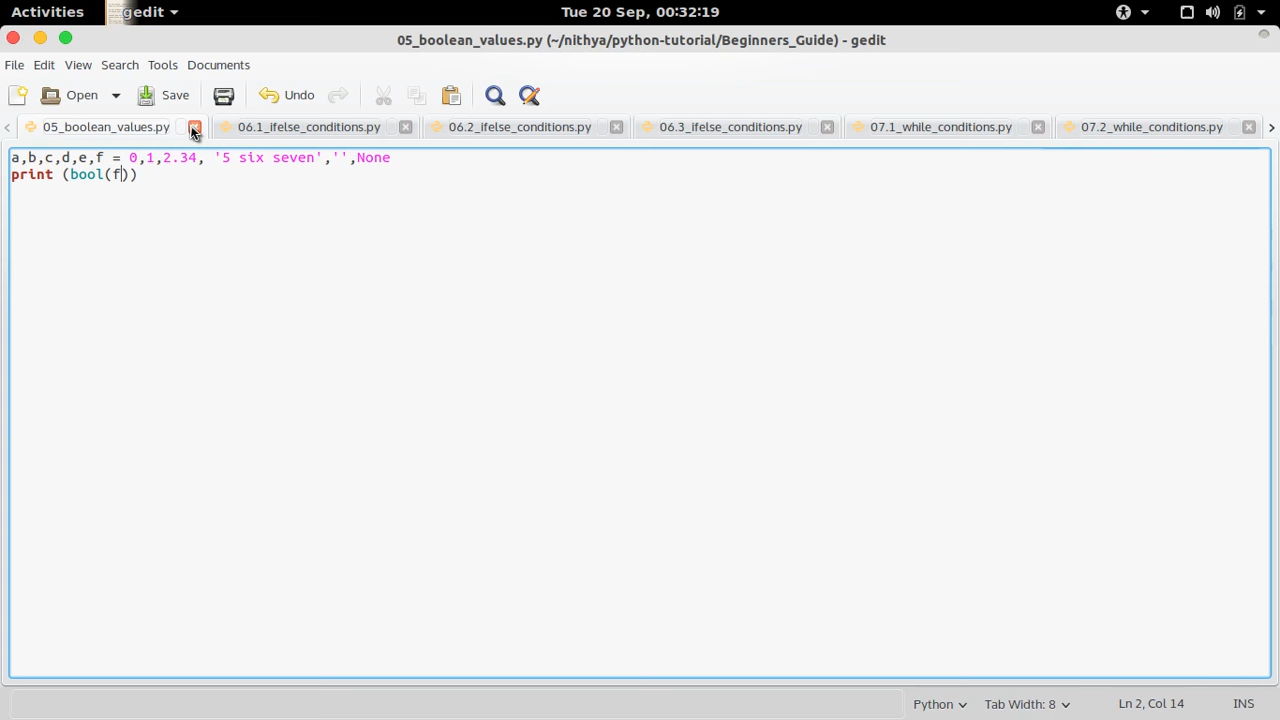 Activities gedit Tue 20 Sep, 00:32:19
05_boolean_values.py (~/nithya/python-tutorial/Beginners_Guide) - gedit
File Edit View Search Tools Documents
Open Save Undo
05_boolean_values.py 06.1_ifelse_conditions.py 06.2_ifelse_conditions.py 06.3_ifelse_conditions.py 07.1_while_conditions.py 07.2_while_conditions.py
a,b,c,d,e,f = 0,1,2.34, '5 six seven','',None
print (bool(f))
Python Tab Width: 8 Ln 2, Col 14 INS